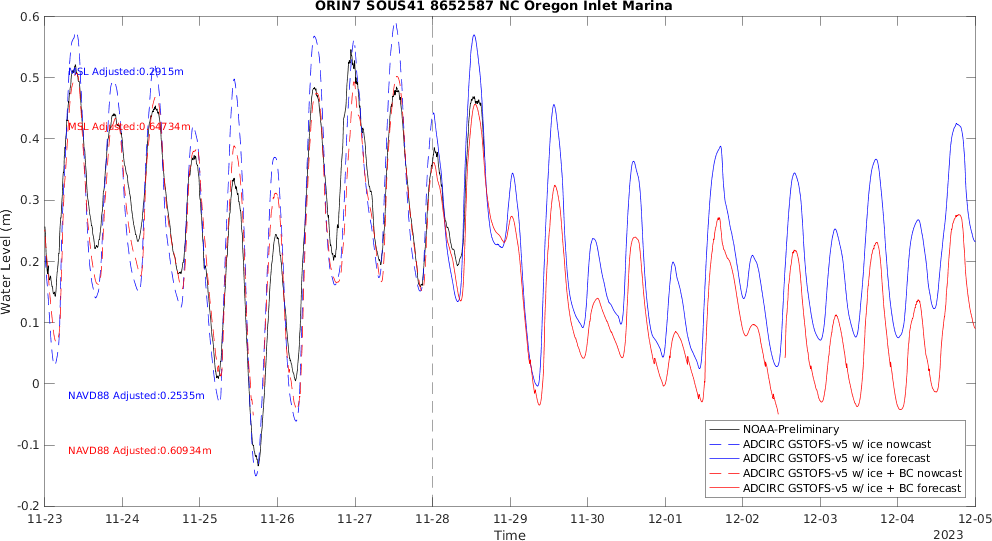 ORIN7 SOUS41 8652587 NC Oregon Inlet Marina
0.6
0.5
0.4
0.3
0.2
0.1
0
-0.1
-0.2
Water Level (m)
MSL Adjusted:0.2915m
MSL Adjusted:0.64734m
NAVD88 Adjusted:0.2535m
NAVD88 Adjusted:0.60934m
NOAA-Preliminary
ADCIRC GSTOFS-v5 w/ ice nowcast
ADCIRC GSTOFS-v5 w/ ice forecast
ADCIRC GSTOFS-v5 w/ ice + BC nowcast
ADCIRC GSTOFS-v5 w/ ice + BC forecast
11-23 11-24 11-25 11-26 11-27 11-28 11-29 11-30 12-01 12-02 12-03 12-04 12-05
Time
2023